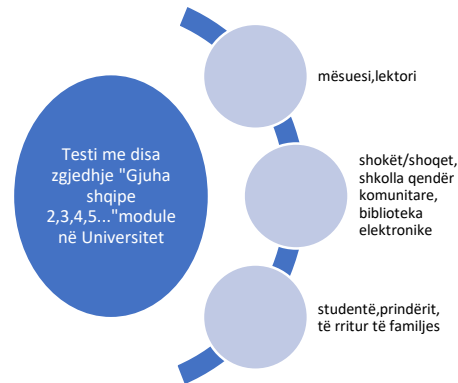 Testi me disa
zgjedhje "Gjuha
shqipe
2,3,4,5..."module
në Universitet
mësuesi,lektori
shokët/shoqet,
shkolla qendër
komunitare,
biblioteka
elektronike
studentë,prindërit,
të rritur të familjes